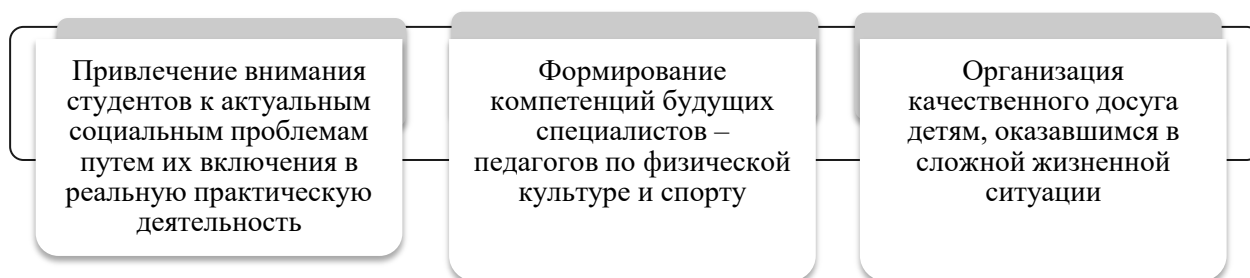 Привлечение внимания
студентов к актуальным
социальным проблемам
путем их включения в
реальную практическую
деятельность
Формирование
компетенций будущих
специалистов –
педагогов по физической
культуре и спорту
Организация
качественного досуга
детям, оказавшимся в
сложной жизненной
ситуации